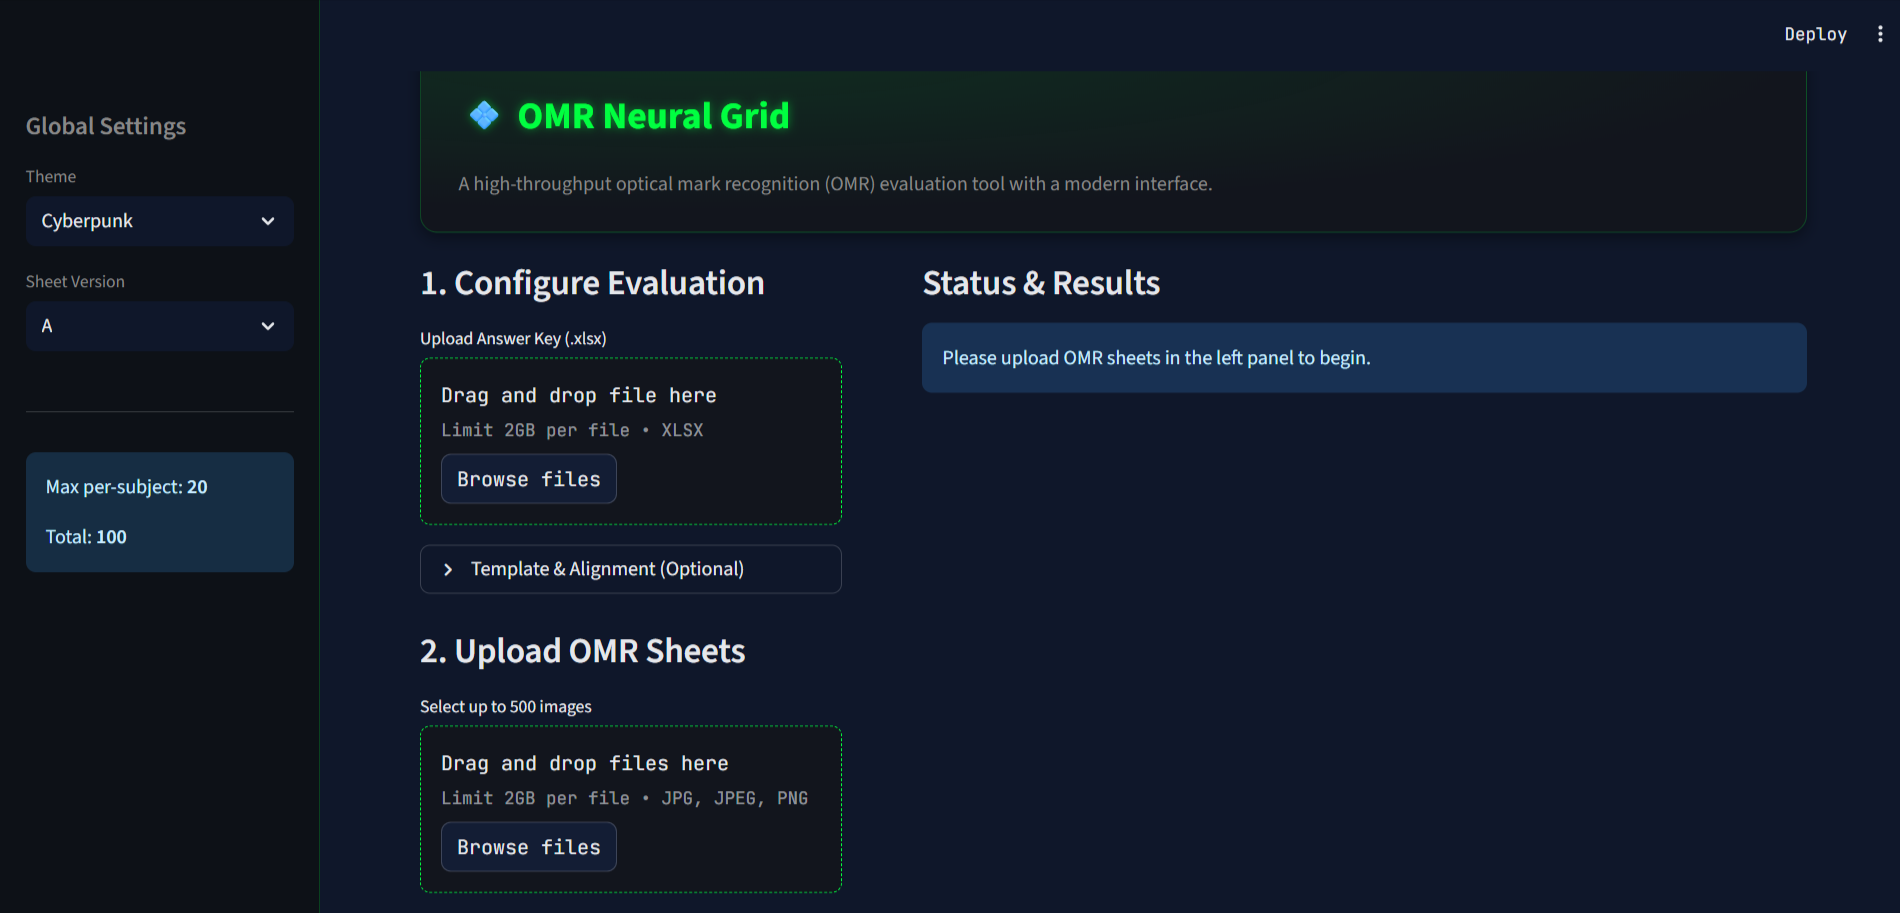 Deploy
Global Settings
Theme
Cyberpunk
Sheet Version
A
Max per-subject: 20
Total: 100
OMR Neural Grid
A high-throughput optical mark recognition (OMR) evaluation tool with a modern interface.
1. Configure Evaluation
Upload Answer Key (.xlsx)
Drag and drop file here
Limit 2GB per file • XLSX
Browse files
Template & Alignment (Optional)
2. Upload OMR Sheets
Select up to 500 images
Drag and drop files here
Limit 2GB per file • JPG, JPEG, PNG
Browse files
Status & Results
Please upload OMR sheets in the left panel to begin.